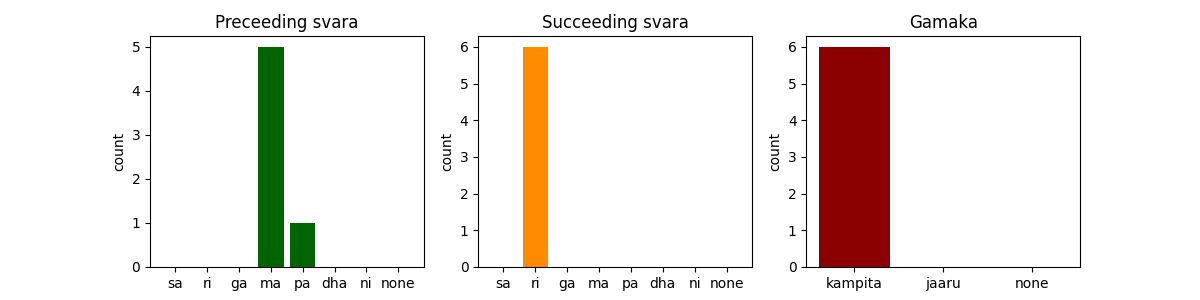 Preceeding svara
count
5
4
3
2
1
0
sa ri ga ma pa dha ni none
Succeeding svara
count
6
5
4
3
2
1
0
sa ri ga ma pa dha ni none
Gamaka
count
6
5
4
3
2
1
0
kampita jaaru none